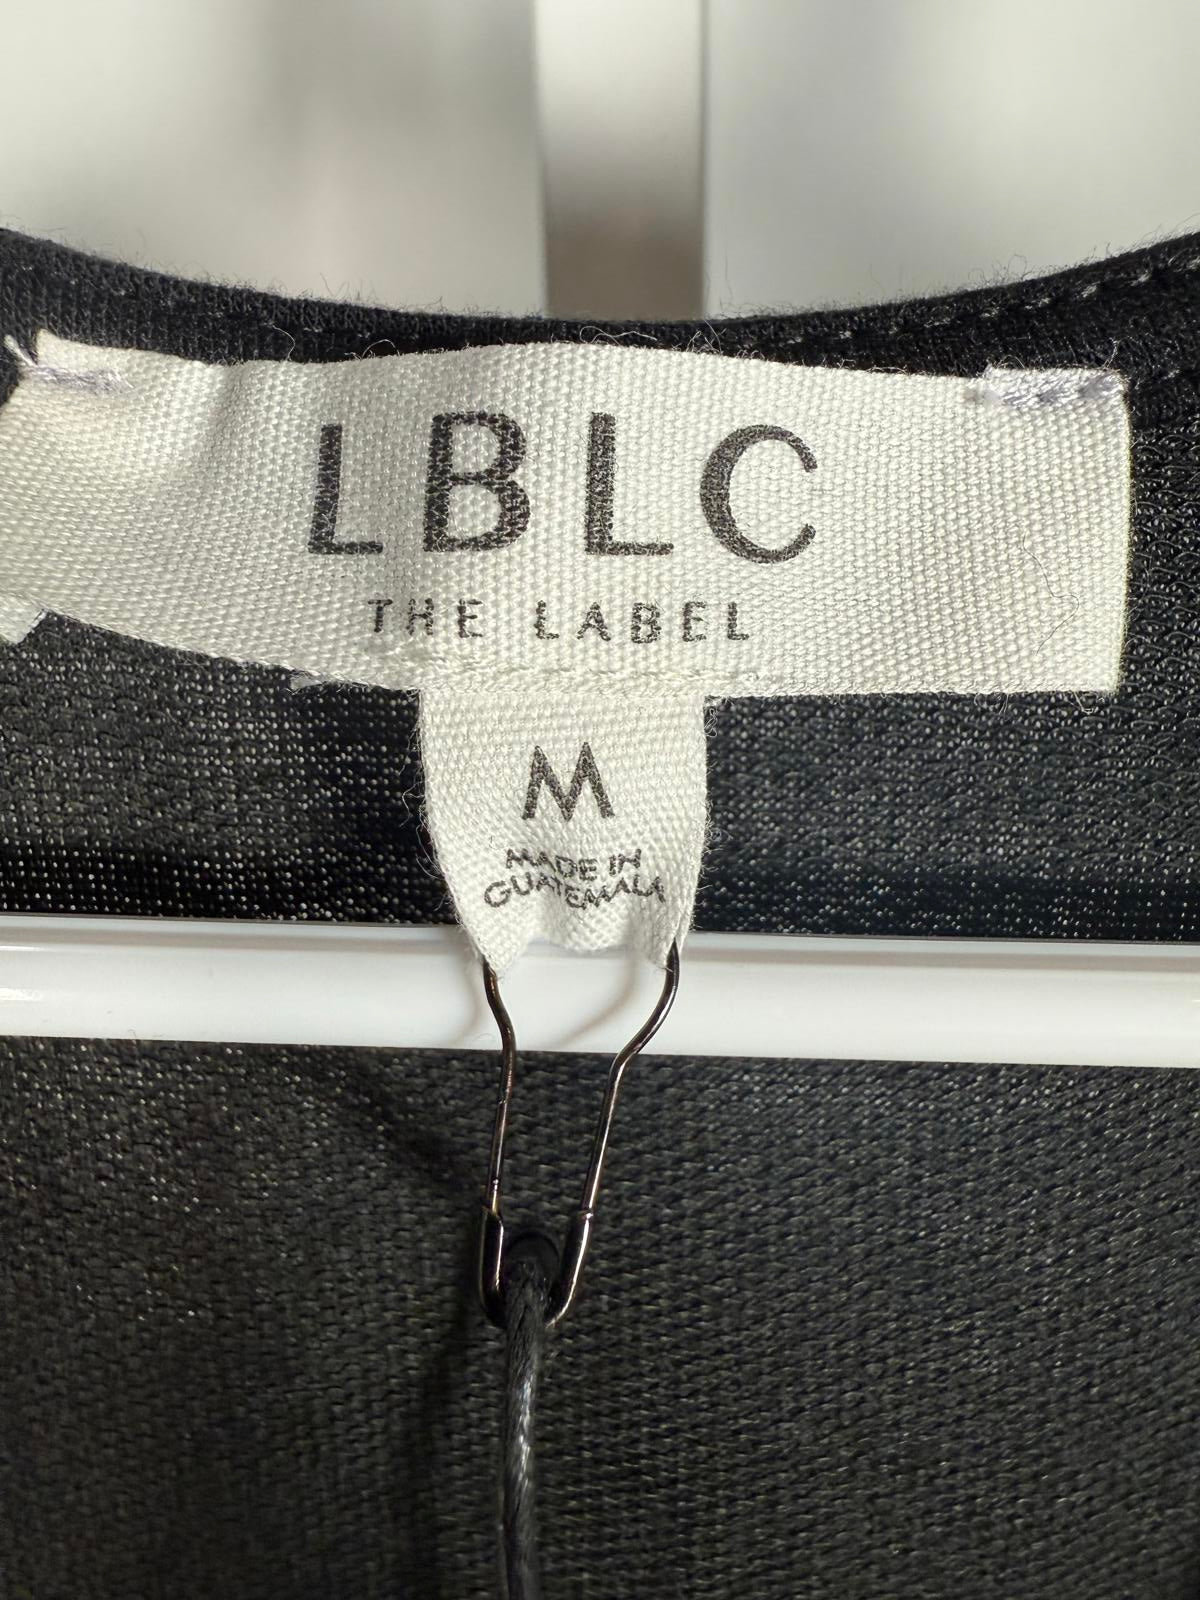 LBLC
THE LABEL
M
MADE IN
GUATEMALA